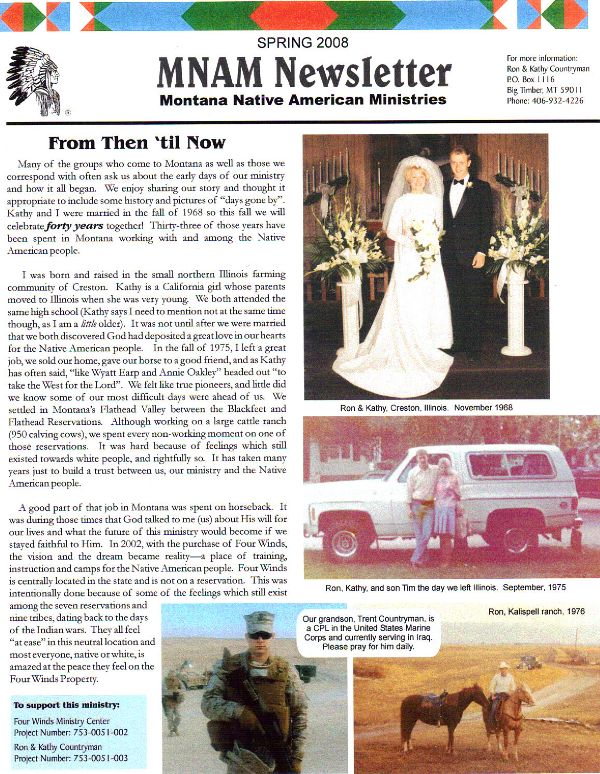 SPRING 2008
MNAM Newsletter
Montana Native American Ministries
For more information:
Ron & Kathy Countryman
P.O. Box 1116
Big Timber, MT 59011
Phone: 406-932-4226
®
From Then ‘til Now
Many of the groups who come to Montana as well as those we
correspond with often ask us about the early days of our ministry
and how it all began. We enjoy sharing our story and thought it
appropriate to include some history and pictures of “days gone by”.
Kathy and I were married in the fall of 1968 so this fall we will
celebrate forty years together! Thirty-three of those years have
been spent in Montana working with and among the Native
American people.
I was born and raised in the small northern Illinois farming
community of Creston. Kathy is a California girl whose parents
moved to Illinois when she was very young. We both attended the
same high school (Kathy says I need to mention not at the same time
though, as I am a little older). It was not until after we were married
that we both discovered God had deposited a great love in our hearts
for the Native American people. In the fall of 1975, I left a great
job, we sold our home, gave our horse to a good friend, and as Kathy
has often said, “like Wyatt Earp and Annie Oakley” headed out “to
take the West for the Lord”. We felt like true pioneers, and little did
we know some of our most difficult days were ahead of us. We
settled in Montana’s Flathead Valley between the Blackfeet and
Flathead Reservations. Although working on a large cattle ranch
(950 calving cows), we spent every non-working moment on one of
those reservations. It was hard because of feelings which still
existed towards white people, and rightfully so. It has taken many
years just to build a trust between us, our ministry and the Native
American people.
A good part of that job in Montana was spent on horseback. It
was during those times that God talked to me (us) about His will for
our lives and what the future of this ministry would become if we
stayed faithful to Him. In 2002, with the purchase of Four Winds,
the vision and the dream became reality—a place of training,
instruction and camps for the Native American people. Four Winds
is centrally located in the state and is not on a reservation. This was
intentionally done because of some of the feelings which still exist
among the seven reservations and
nine tribes, dating back to the days
of the Indian wars. They all feel
“at ease” in this neutral location and
most everyone, native or white, is
amazed at the peace they feel on the
Four Winds Property.
To support this ministry:
Four Winds Ministry Center
Project Number: 753-0051-002
Ron & Kathy Countryman
Project Number: 753-0051-003
Ron & Kathy, Creston, Illinois. November 1968
Ron, Kathy, and son Tim the day we left Illinois. September, 1975
Our grandson, Trent Countryman, is
a CPL in the United States Marine
Corps and currently serving in Iraq.
Please pray for him daily.
Ron, Kalispell ranch, 1976